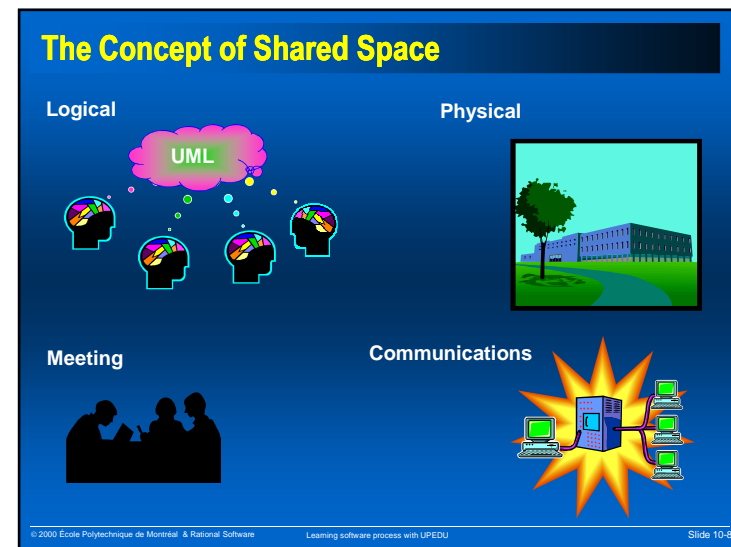 The Concept of Shared Space
Logical
Physical
UML
Meeting
Communications
© 2000 École Polytechnique de Montréal & Rational Software
Learning software process with UPEDU
Slide 10-8